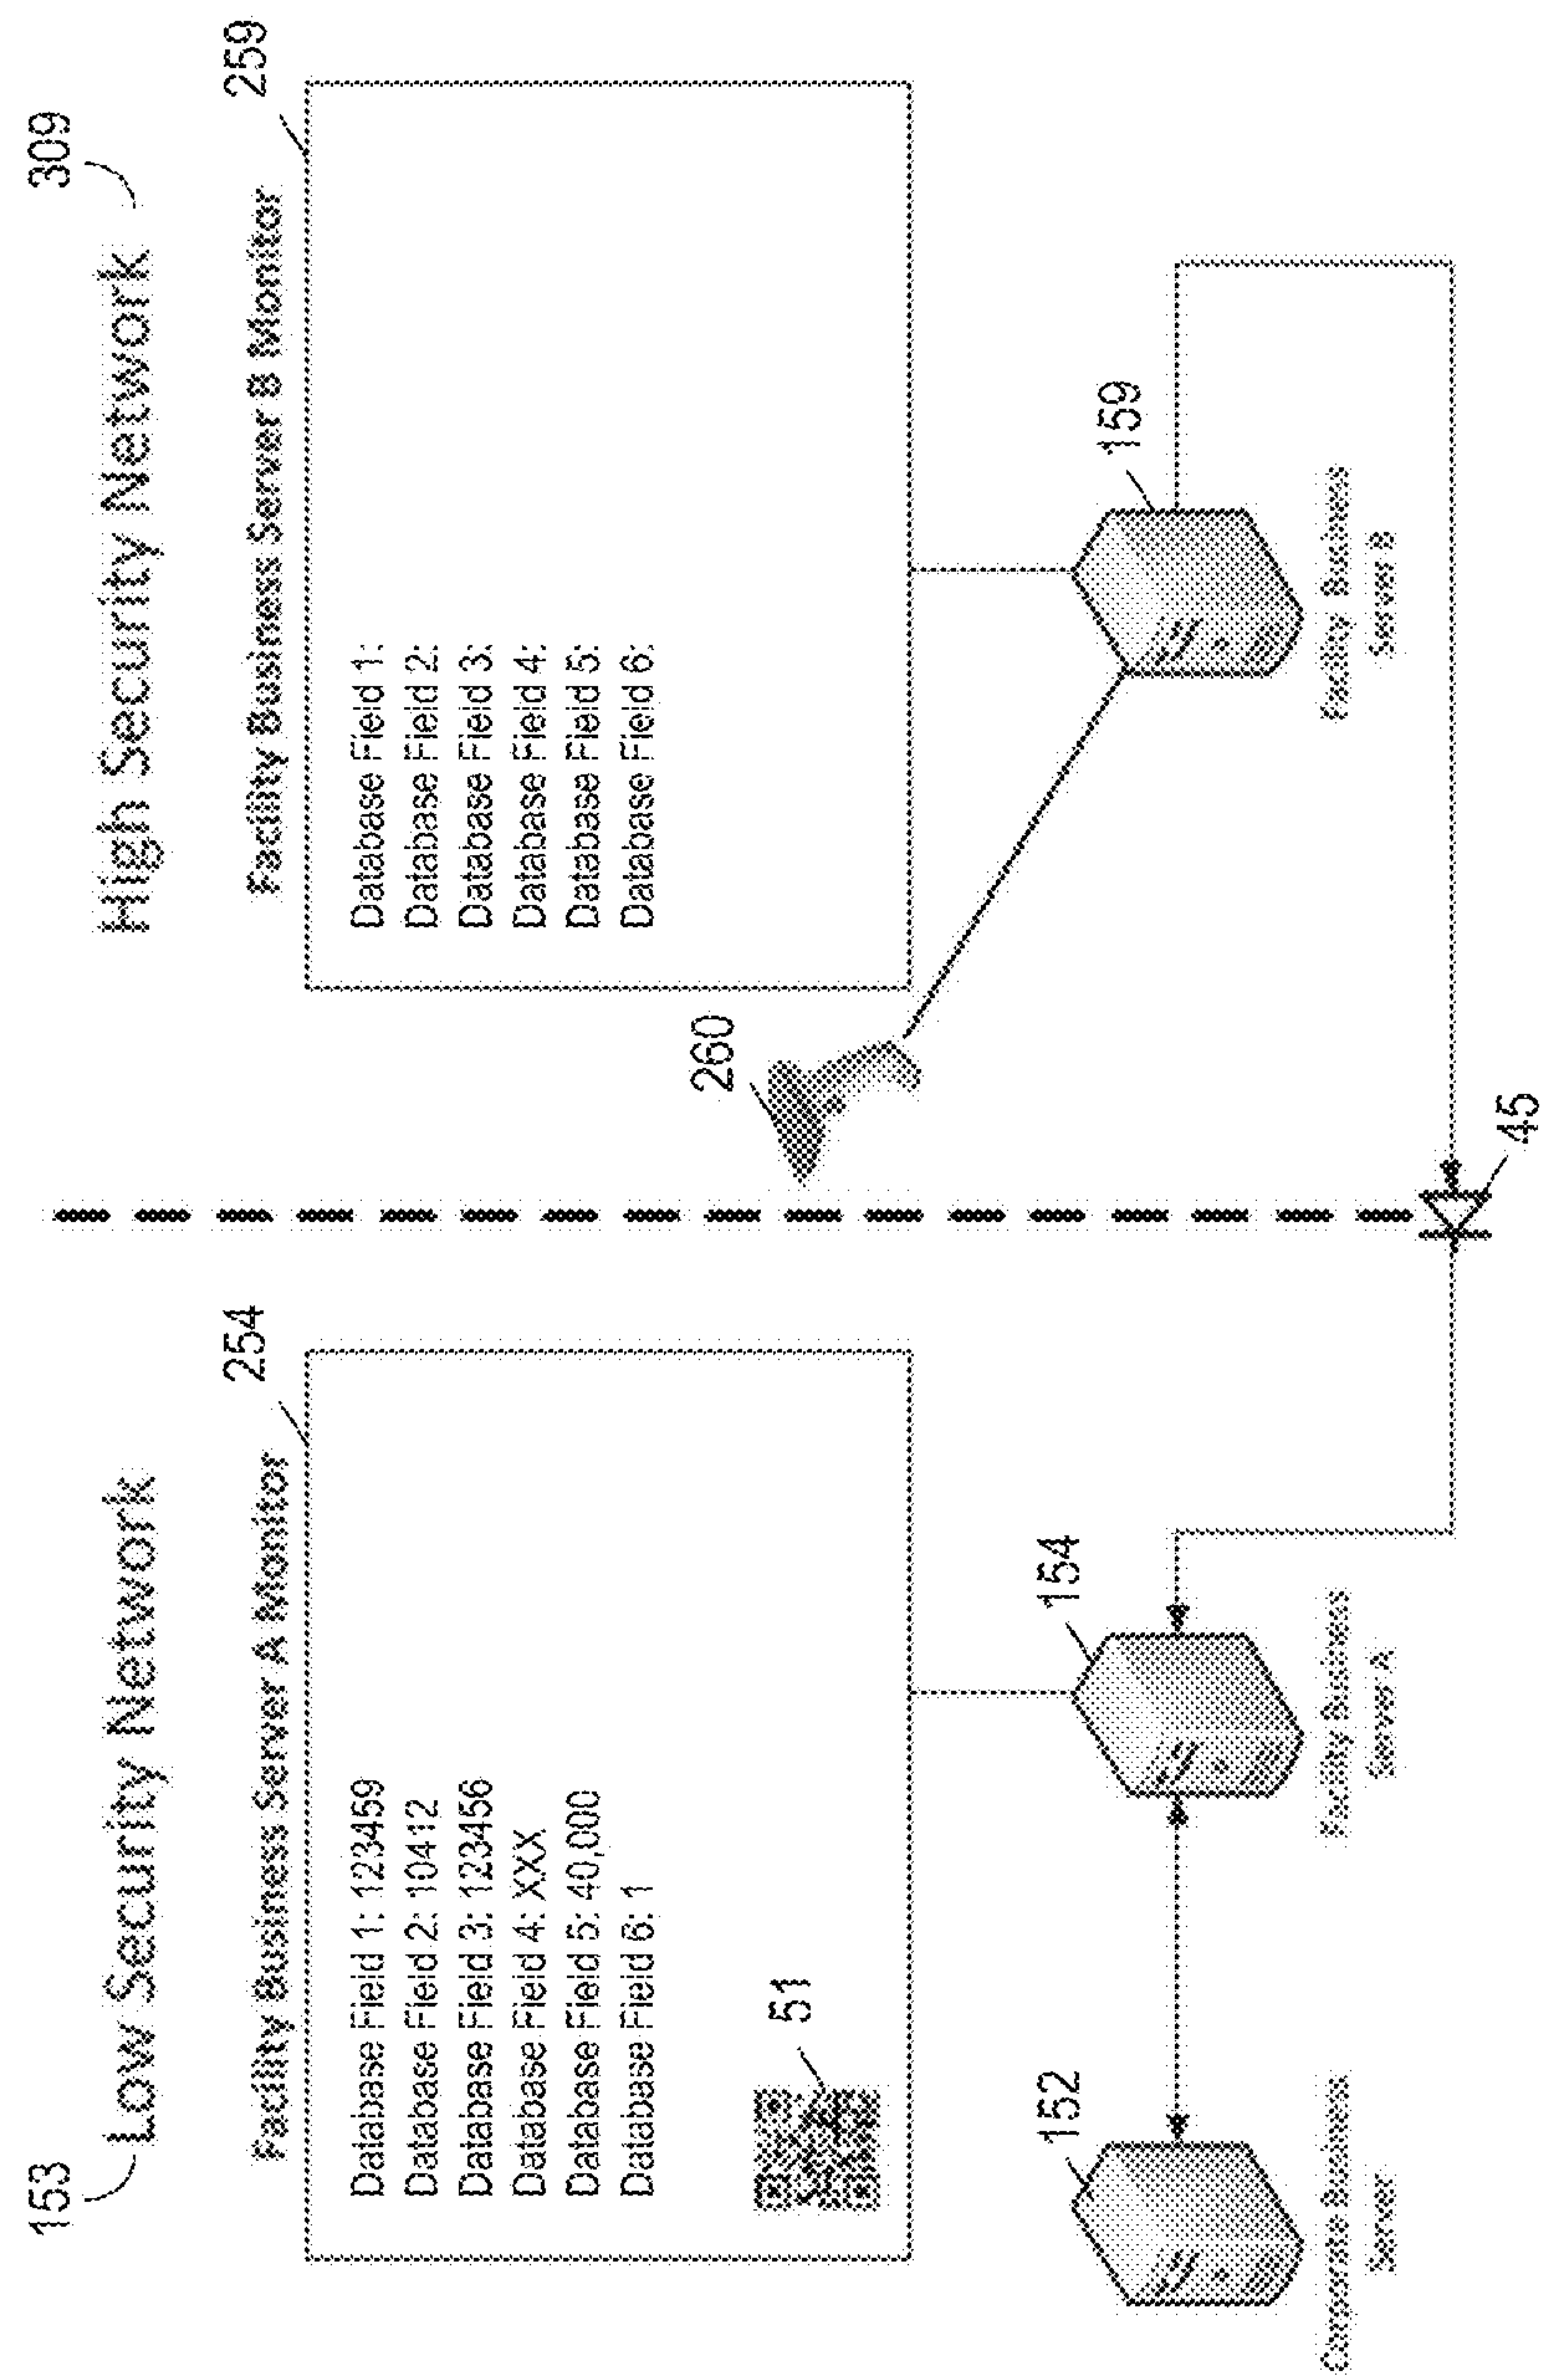 153
Low Security Network
Facility Business Server A Monitor
254
Database Field 1: 123459
Database Field 2: 10412
Database Field 3: 123456
Database Field 4: XXX
Database Field 5: 40,000
Database Field 6: 1
51
152
Corporate Business
Server
154
Facility Business
Server A
309
High Security Network
Facility Business Server B Monitor
259
Database Field 1:
Database Field 2:
Database Field 3:
Database Field 4:
Database Field 5:
Database Field 6:
260
159
Facility Business
Server B
45